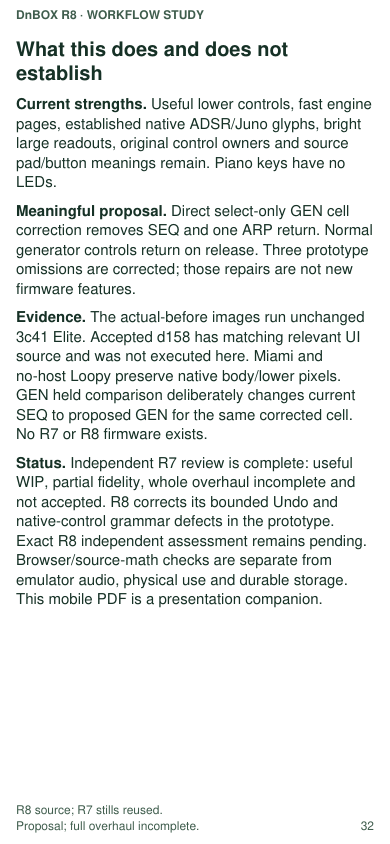 DnBOX R8 · WORKFLOW STUDY
What this does and does not
establish
Current strengths. Useful lower controls, fast engine
pages, established native ADSR/Juno glyphs, bright
large readouts, original control owners and source
pad/button meanings remain. Piano keys have no
LEDs.
Meaningful proposal. Direct select-only GEN cell
correction removes SEQ and one ARP return. Normal
generator controls return on release. Three prototype
omissions are corrected; those repairs are not new
firmware features.
Evidence. The actual-before images run unchanged
3c41 Elite. Accepted d158 has matching relevant UI
source and was not executed here. Miami and
no-host Loopy preserve native body/lower pixels.
GEN held comparison deliberately changes current
SEQ to proposed GEN for the same corrected cell.
No R7 or R8 firmware exists.
Status. Independent R7 review is complete: useful
WIP, partial fidelity, whole overhaul incomplete and
not accepted. R8 corrects its bounded Undo and
native-control grammar defects in the prototype.
Exact R8 independent assessment remains pending.
Browser/source-math checks are separate from
emulator audio, physical use and durable storage.
This mobile PDF is a presentation companion.
R8 source; R7 stills reused.
Proposal; full overhaul incomplete.
32